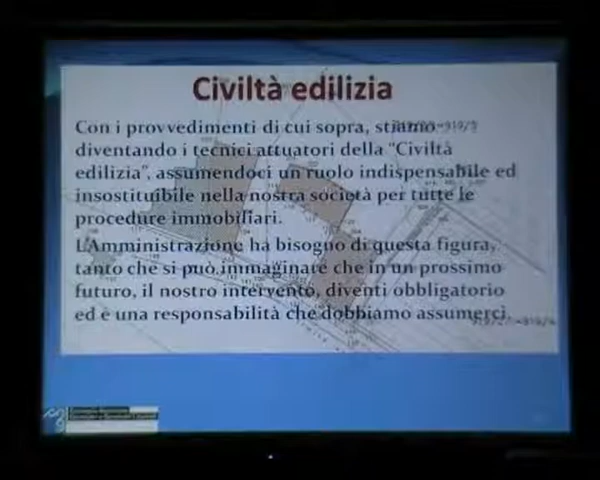 Civiltà edilizia
Con i provvedimenti di cui sopra, stiamo
diventando i tecnici attuatori della "Civiltà
edilizia", assumendoci un ruolo indispensabile ed
insostituibile nella nostra società per tutte le
procedure immobiliari.
L'Amministrazione ha bisogno di questa figura,
tanto che si può immaginate che in un prossimo
futuro, il nostro intervento, diventi obbligatorio
ed è una responsabilità che dobbiamo assumerci.